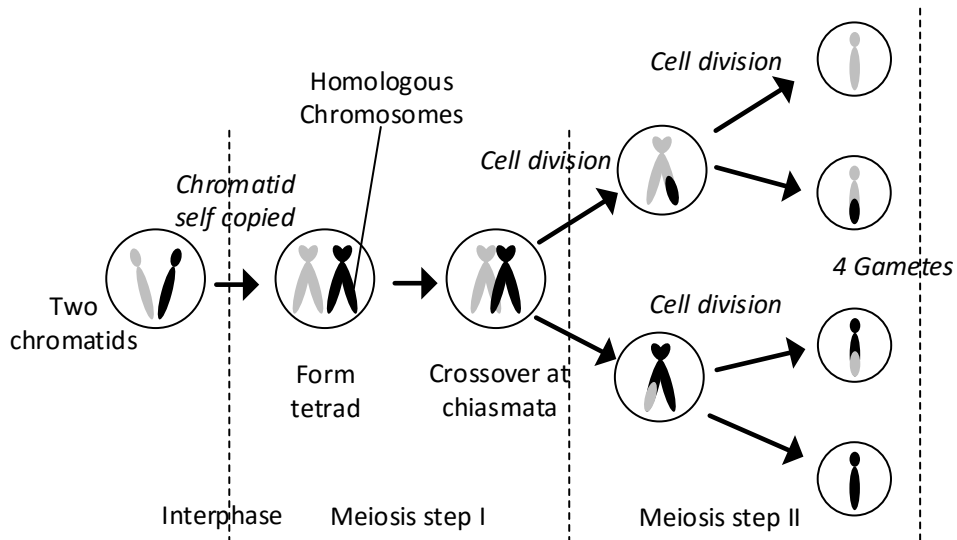 Homologous
Chromosomes
Cell division
Cell division
Chromatid
self copied
4 Gametes
Two
chromatids
Cell division
Form
tetrad
Crossover at
chiasmata
Interphase
Meiosis step I
Meiosis step II